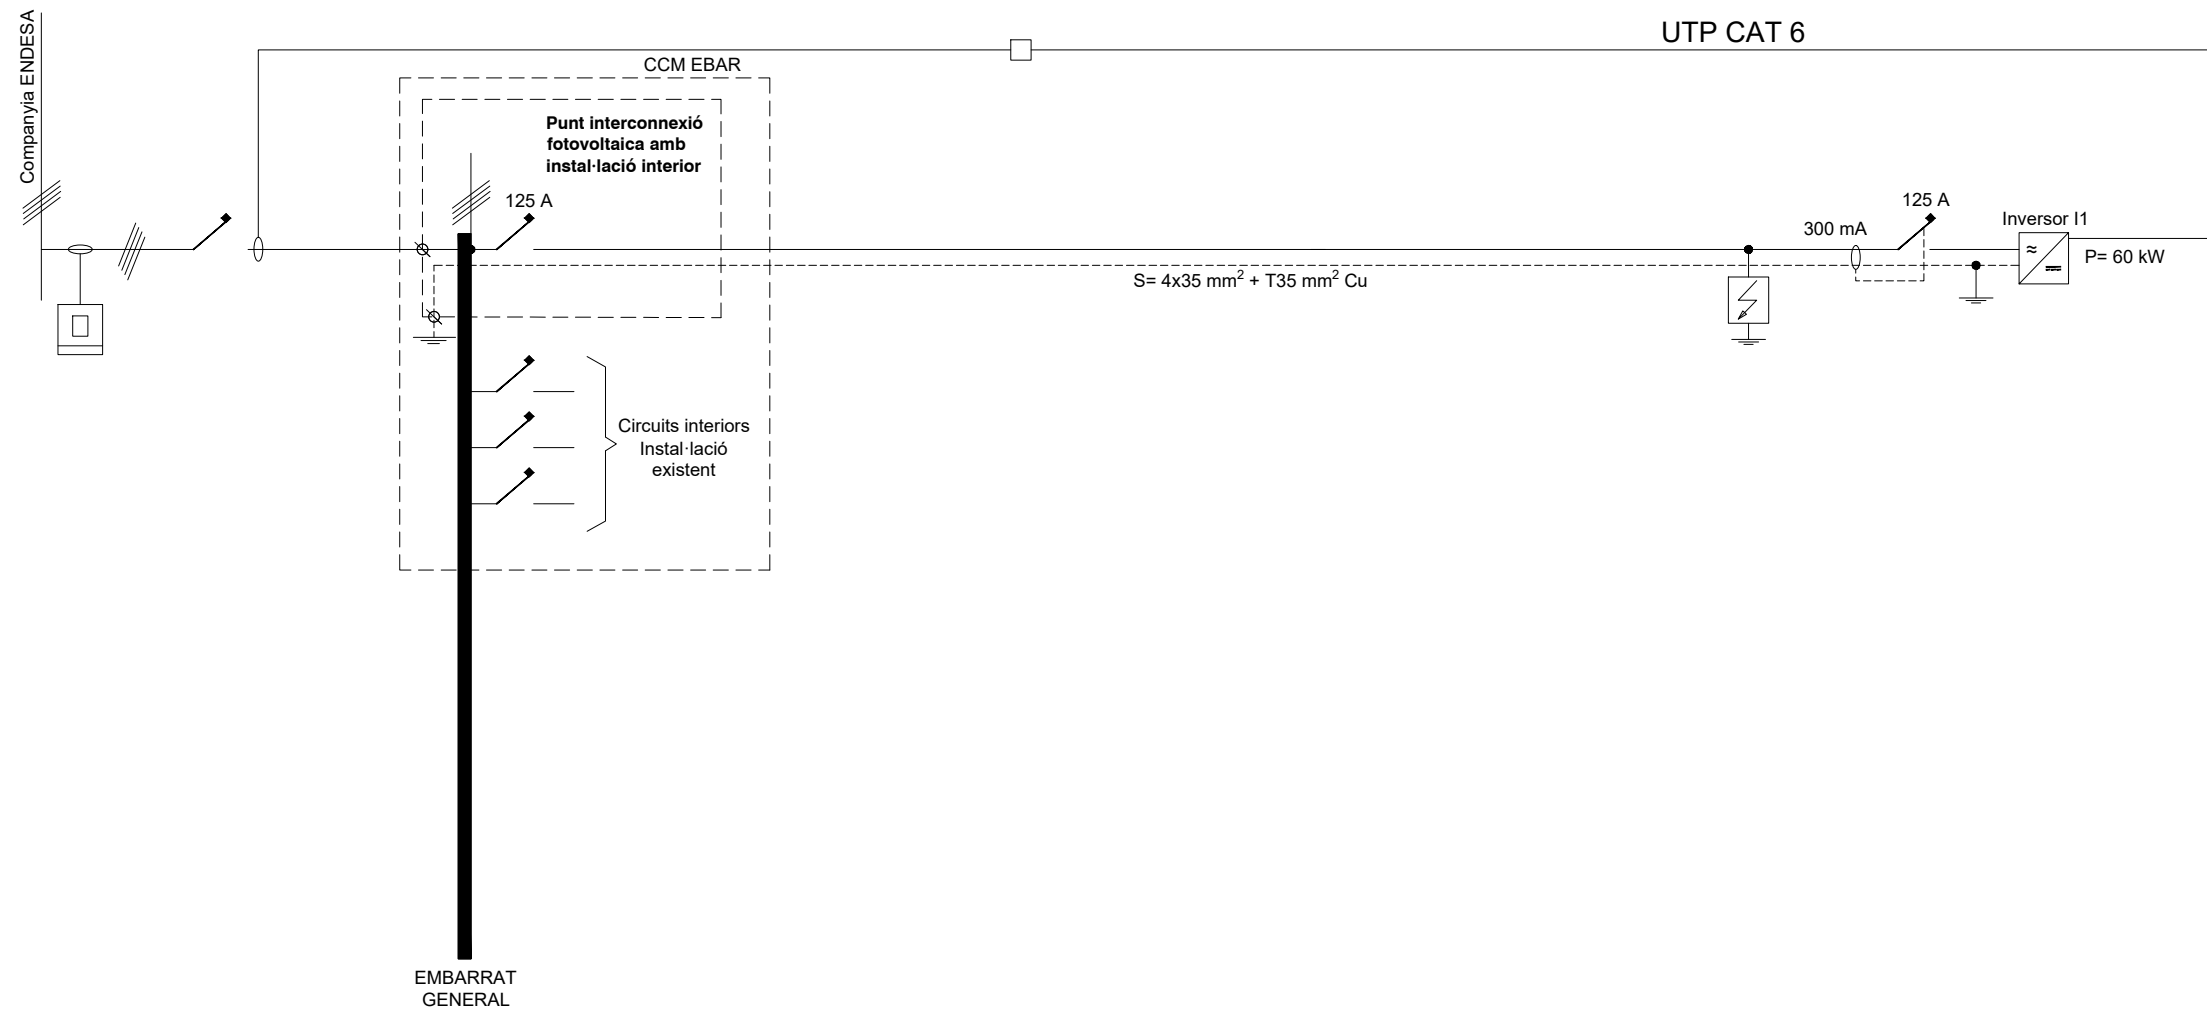 Companyia ENDESA
UTP CAT 6
CCM EBAR
Punt interconnexió
fotovoltaica amb
instal·lació interior
125 A
125 A
300 mA
Inversor I1
P= 60 kW
S= 4x35 mm² + T35 mm² Cu
Circuits interiors
Instal·lació
existent
EMBARRAT
GENERAL